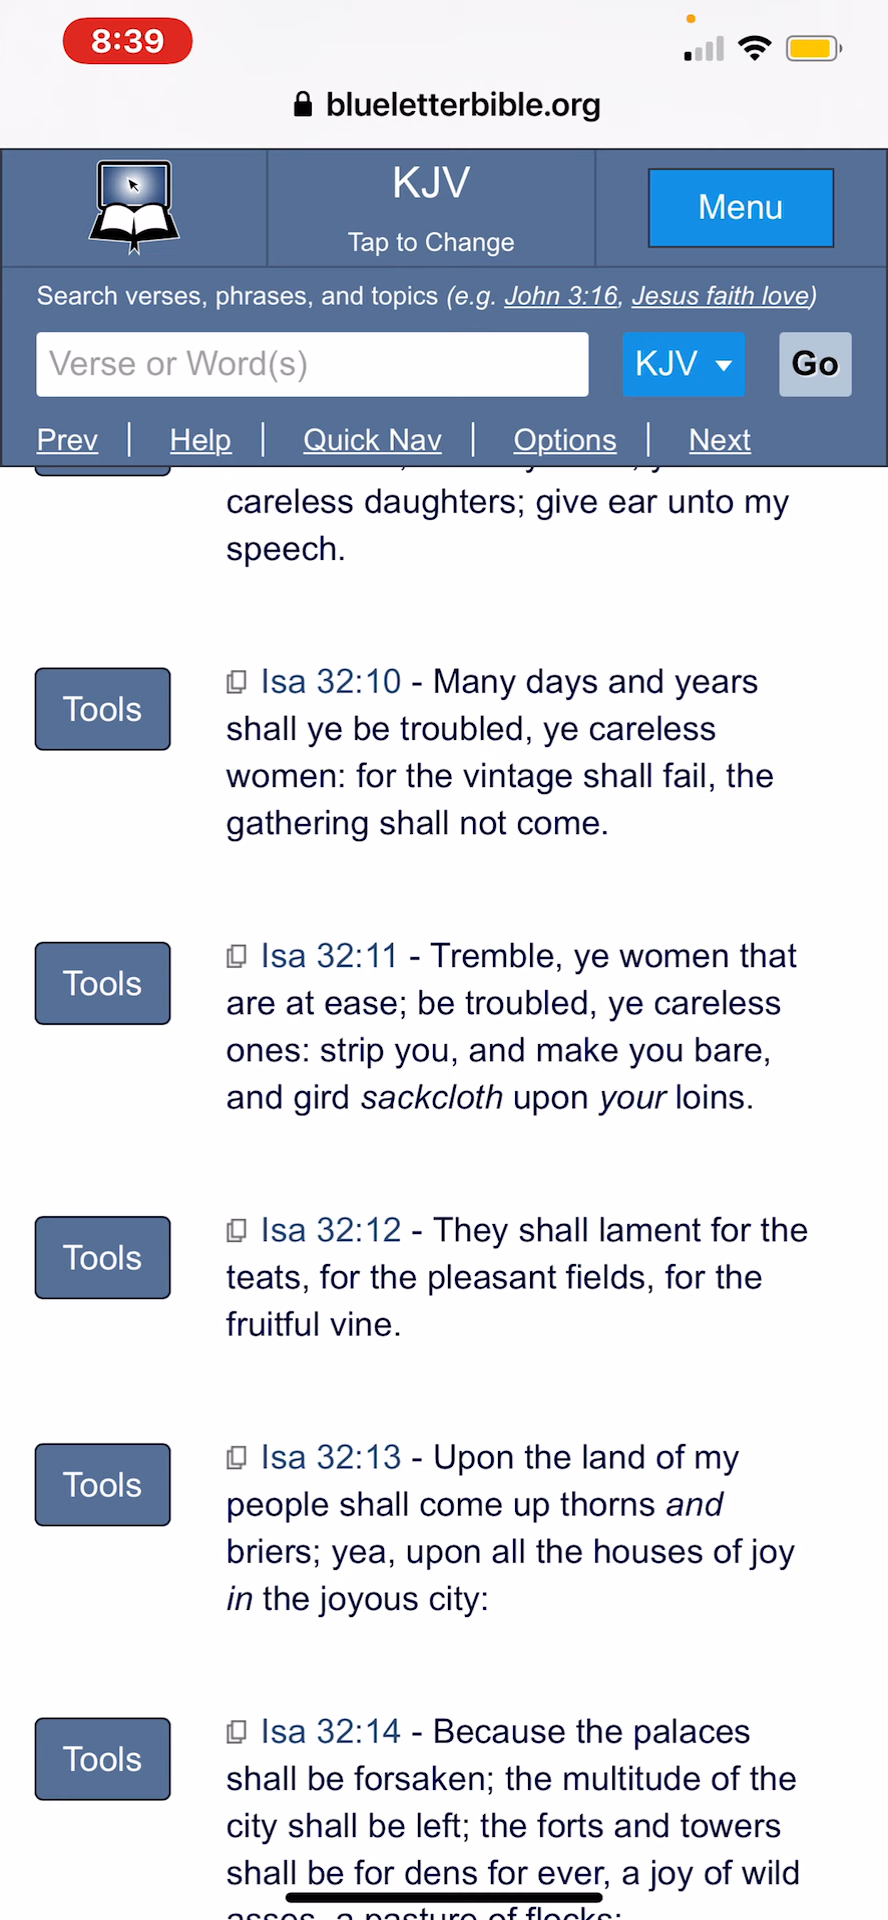 8:39
blueletterbible.org
KJV
Tap to Change
Menu
Search verses, phrases, and topics (e.g. John 3:16, Jesus faith love)
Verse or Word(s)
KJV
Go
Prev | Help | Quick Nav | Options | Next
careless daughters; give ear unto my
speech.
Tools
Isa 32:10 - Many days and years
shall ye be troubled, ye careless
women: for the vintage shall fail, the
gathering shall not come.
Tools
Isa 32:11 - Tremble, ye women that
are at ease; be troubled, ye careless
ones: strip you, and make you bare,
and gird sackcloth upon your loins.
Tools
Isa 32:12 - They shall lament for the
teats, for the pleasant fields, for the
fruitful vine.
Tools
Isa 32:13 - Upon the land of my
people shall come up thorns and
briers; yea, upon all the houses of joy
in the joyous city:
Tools
Isa 32:14 - Because the palaces
shall be forsaken; the multitude of the
city shall be left; the forts and towers
shall be for dens for ever, a joy of wild
asses, a pasture of flocks;